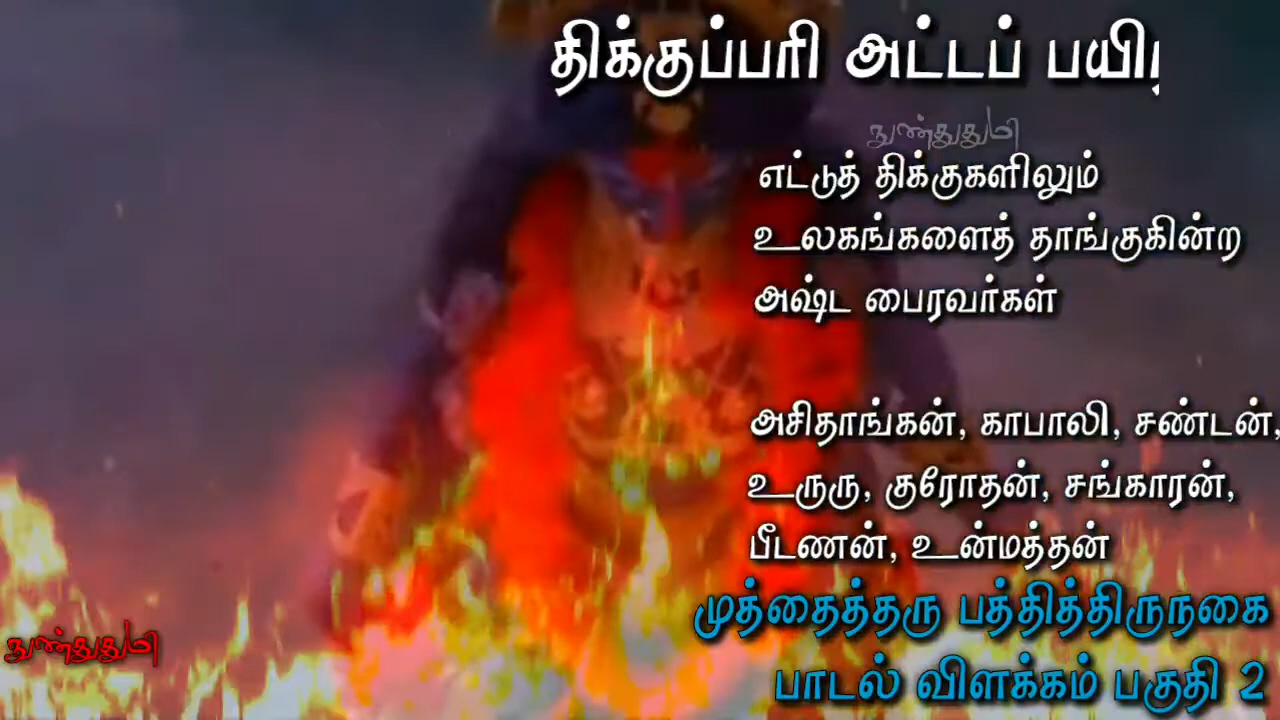 திக்குப்பரி அட்டப்
எட்டுத் திக்குகளிலும்
உலகங்களைத் தாங்குகின்ற
அஷ்ட பைரவர்கள்
அசிதாங்கன், காபாலி, சண்டன்,
உருரு, குரோதன், சங்காரன்,
பீடணன், உன்மத்தன்
முத்தைத்தரு பத்தித்திருநகை
பாடல் விளக்கம் பகுதி 2